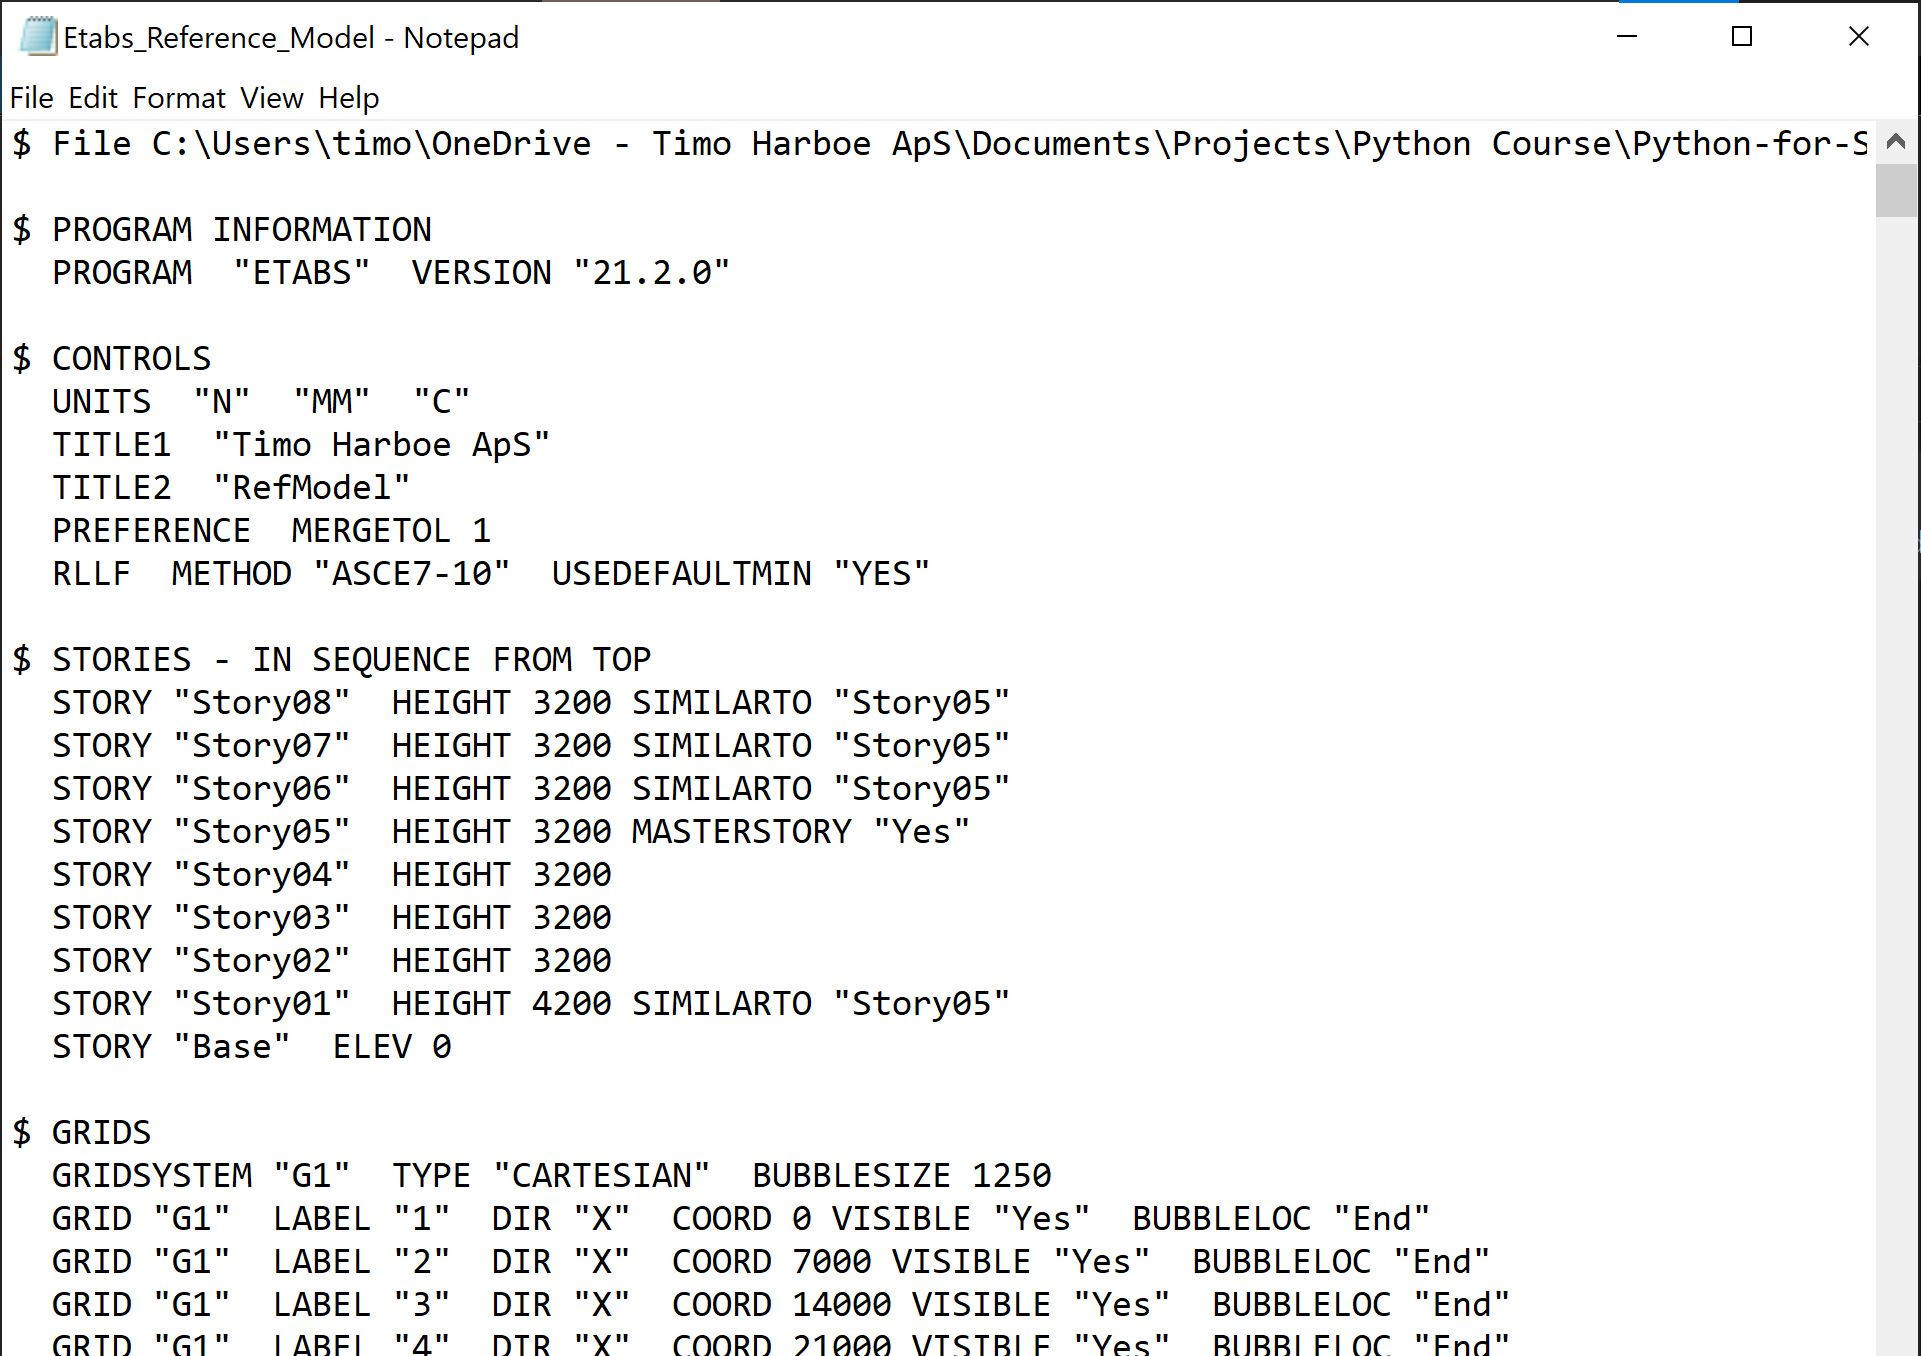 Etabs_Reference_Model - Notepad
File Edit Format View Help
$ File C:\Users\timo\OneDrive - Timo Harboe ApS\Documents\Projects\Python Course\Python-for-S

$ PROGRAM INFORMATION
  PROGRAM  "ETABS"  VERSION "21.2.0"

$ CONTROLS
  UNITS  "N"  "MM"  "C"
  TITLE1  "Timo Harboe ApS"
  TITLE2  "RefModel"
  PREFERENCE  MERGETOL 1
  RLLF  METHOD "ASCE7-10"  USEDEFAULTMIN "YES"

$ STORIES - IN SEQUENCE FROM TOP
  STORY "Story08"  HEIGHT 3200 SIMILARTO "Story05"
  STORY "Story07"  HEIGHT 3200 SIMILARTO "Story05"
  STORY "Story06"  HEIGHT 3200 SIMILARTO "Story05"
  STORY "Story05"  HEIGHT 3200 MASTERSTORY "Yes"
  STORY "Story04"  HEIGHT 3200
  STORY "Story03"  HEIGHT 3200
  STORY "Story02"  HEIGHT 3200
  STORY "Story01"  HEIGHT 4200 SIMILARTO "Story05"
  STORY "Base"  ELEV 0

$ GRIDS
  GRIDSYSTEM "G1"  TYPE "CARTESIAN"  BUBBLESIZE 1250
  GRID "G1"  LABEL "1"  DIR "X"  COORD 0 VISIBLE "Yes"  BUBBLELOC "End"
  GRID "G1"  LABEL "2"  DIR "X"  COORD 7000 VISIBLE "Yes"  BUBBLELOC "End"
  GRID "G1"  LABEL "3"  DIR "X"  COORD 14000 VISIBLE "Yes"  BUBBLELOC "End"
  GRID "G1"  LABEL "4"  DIR "X"  COORD 21000 VISIBLE "Yes"  BUBBLELOC "End"